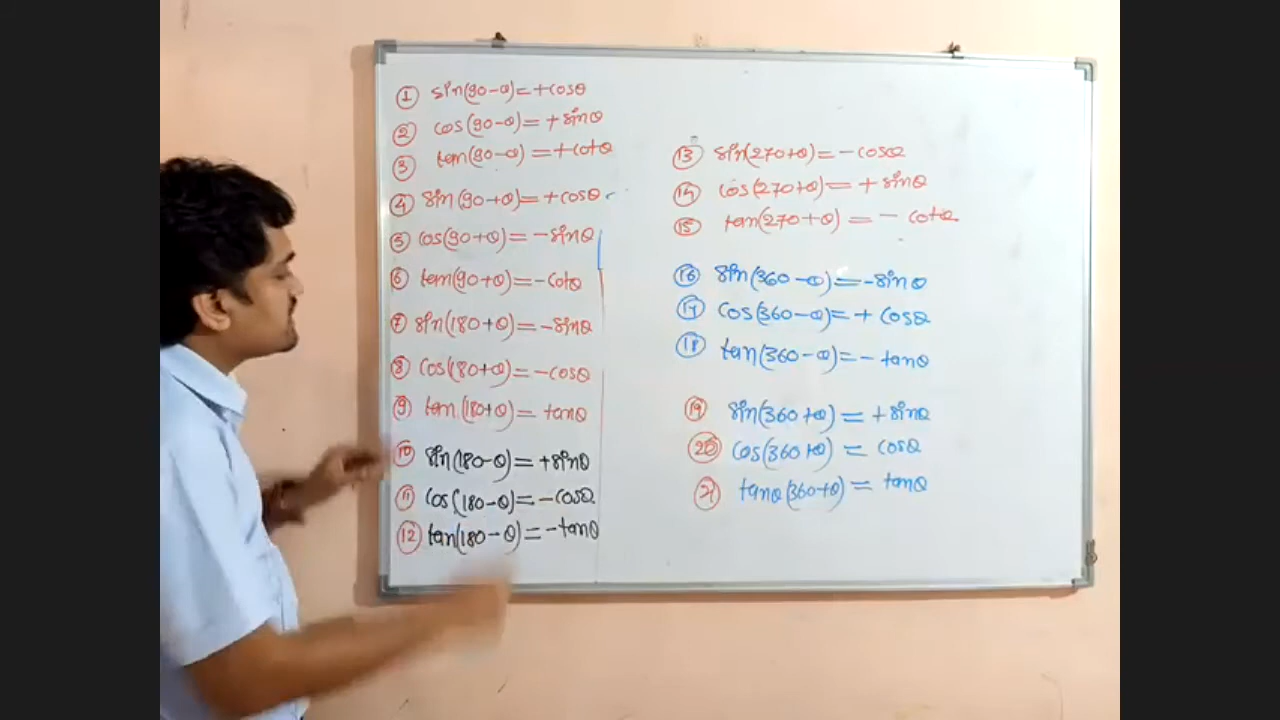 ① sin(90-θ)=+cosθ
② cos(90-θ)=+sinθ
③ tan(90-θ)=+cotθ
④ sin(90+θ)=+cosθ
⑤ cos(90+θ)=-sinθ
⑥ tan(90+θ)=-cotθ
⑦ sin(180+θ)=-sinθ
⑧ cos(180+θ)=-cosθ
⑨ tan(180+θ)=tanθ
⑩ sin(180-θ)=+sinθ
⑪ cos(180-θ)=-cosθ
⑫ tan(180-θ)=-tanθ
⑬ sin(270+θ)=-cosθ
⑭ cos(270+θ)=+sinθ
⑮ tan(270+θ)=-cotθ
⑯ sin(360-θ)=-sinθ
⑰ cos(360-θ)=+cosθ
⑱ tan(360-θ)=-tanθ
⑲ sin(360+θ)=+sinθ
⑳ cos(360+θ)=cosθ
㉑ tanθ(360+θ)=tanθ